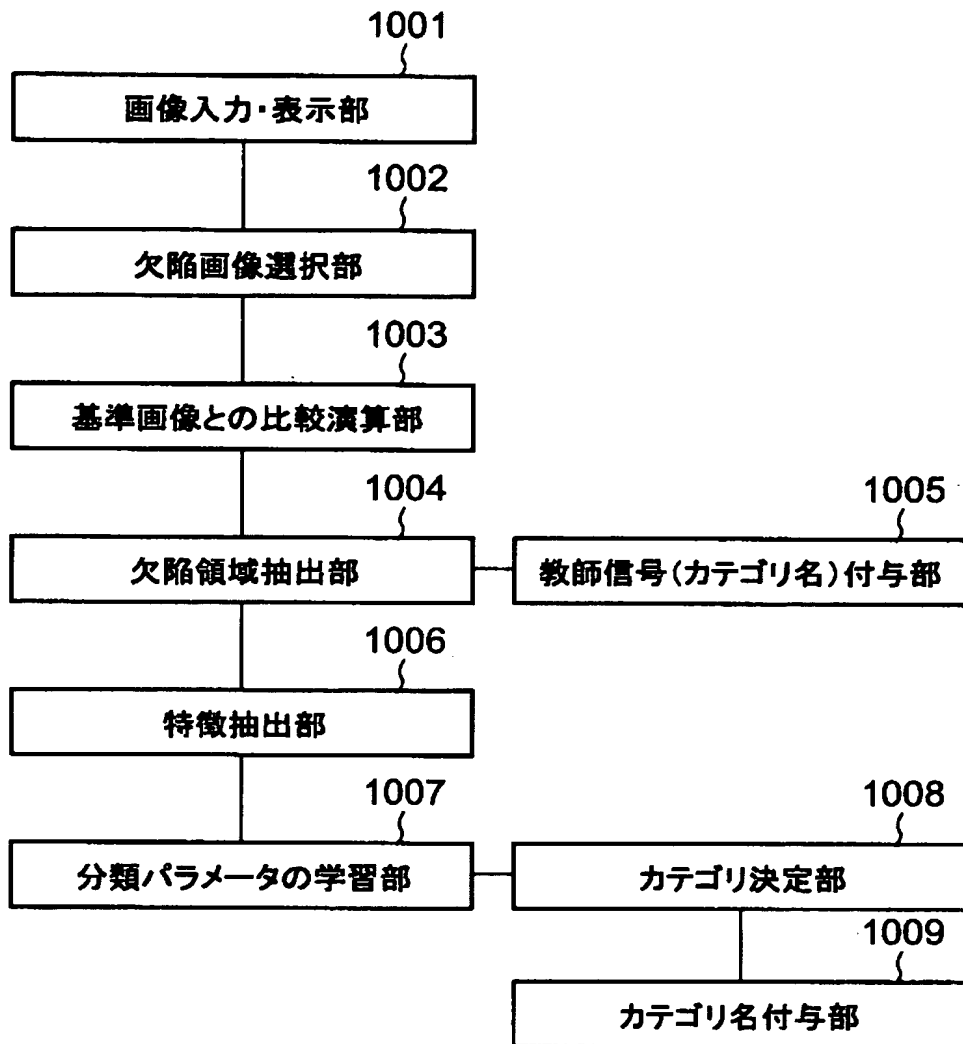 1001
画像入力・表示部
1002
欠陥画像選択部
1003
基準画像との比較演算部
1004
欠陥領域抽出部
1005
教師信号(カテゴリ名)付与部
1006
特徴抽出部
1007
分類パラメータの学習部
1008
カテゴリ決定部
1009
カテゴリ名付与部